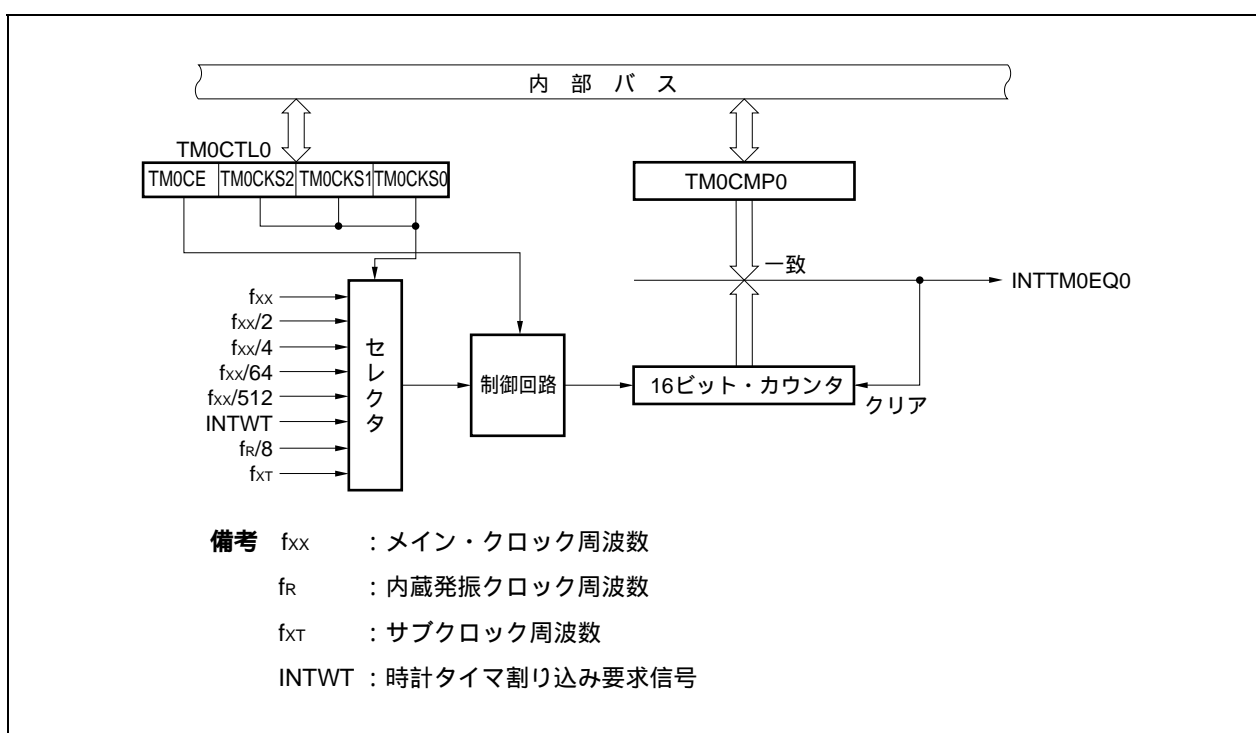 内 部 バ ス
TM0CTL0
TM0CE TM0CKS2 TM0CKS1 TM0CKS0
TM0CMP0
一致
INTTM0EQ0
fXX
fXX/2
fXX/4
fXX/64
fXX/512
INTWT
fR/8
fXT
セレクタ
制御回路
16ビット・カウンタ
クリア
備考 fXX :メイン・クロック周波数
fR :内蔵発振クロック周波数
fXT :サブクロック周波数
INTWT :時計タイマ割り込み要求信号